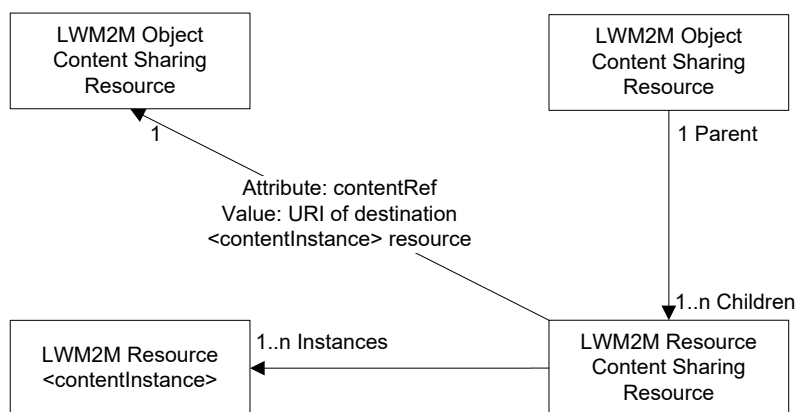 LWM2M Object
Content Sharing
Resource
LWM2M Object
Content Sharing
Resource
1
1 Parent
Attribute: contentRef
Value: URI of destination
<contentInstance> resource
1..n Children
LWM2M Resource
<contentInstance>
1..n Instances
LWM2M Resource
Content Sharing
Resource